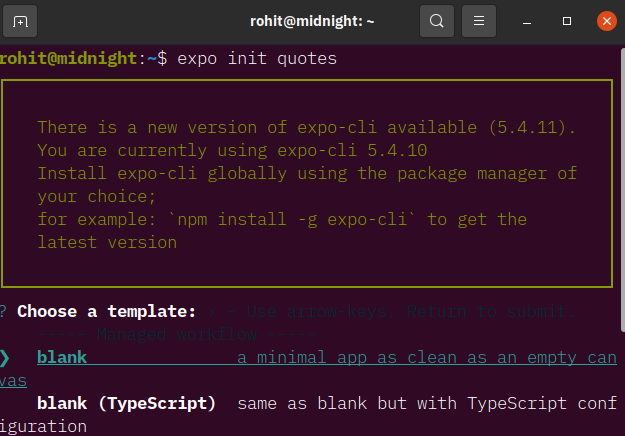 rohit@midnight: ~
rohit@midnight:~$ expo init quotes
There is a new version of expo-cli available (5.4.11).
You are currently using expo-cli 5.4.10
Install expo-cli globally using the package manager of
your choice;
for example: `npm install -g expo-cli` to get the
latest version
? Choose a template: › - Use arrow-keys. Return to submit.
----- Managed workflow -----
❯ blank a minimal app as clean as an empty can
vas
blank (TypeScript) same as blank but with TypeScript conf
iguration